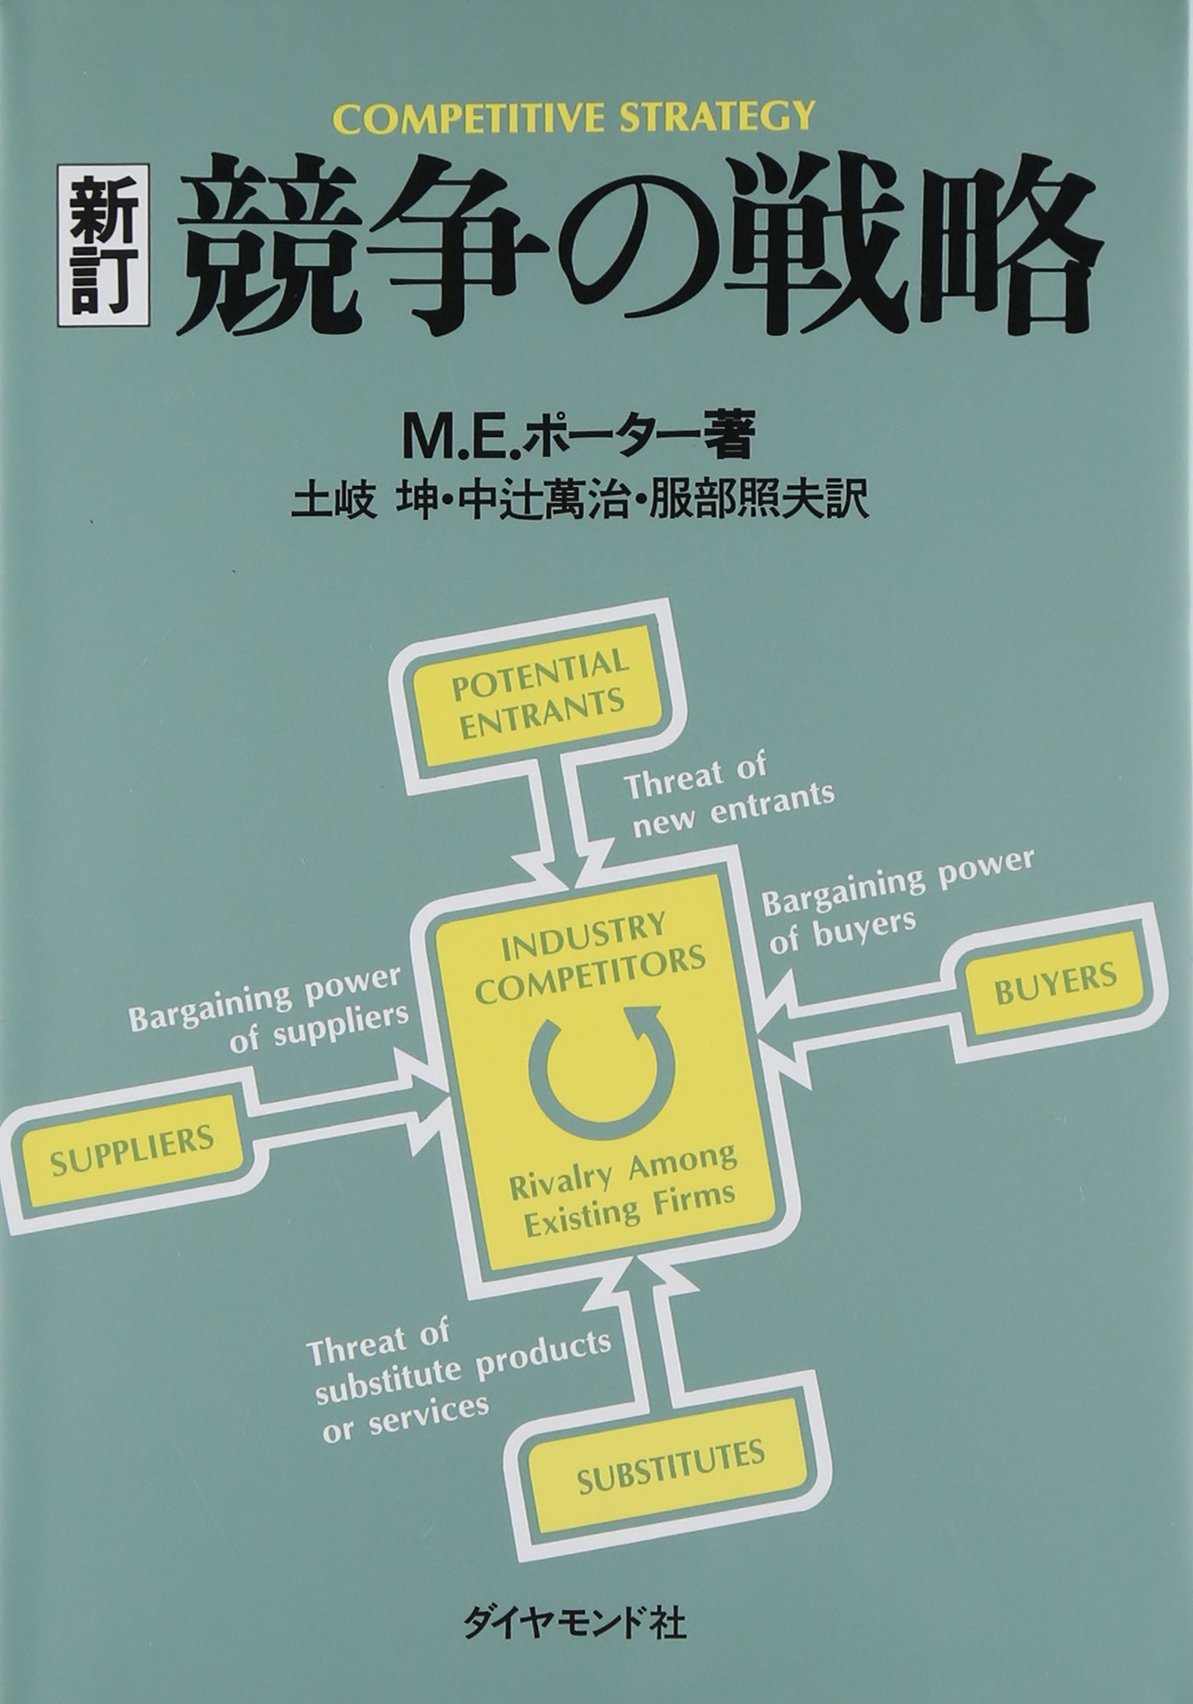 COMPETITIVE STRATEGY
新訂
競争の戦略
M.E.ポーター著
土岐 坤・中辻萬治・服部照夫訳
POTENTIAL
ENTRANTS
Threat of
new entrants
Bargaining power
of buyers
BUYERS
INDUSTRY
COMPETITORS
Bargaining power
of suppliers
SUPPLIERS
Rivalry Among
Existing Firms
Threat of
substitute products
or services
SUBSTITUTES
ダイヤモンド社